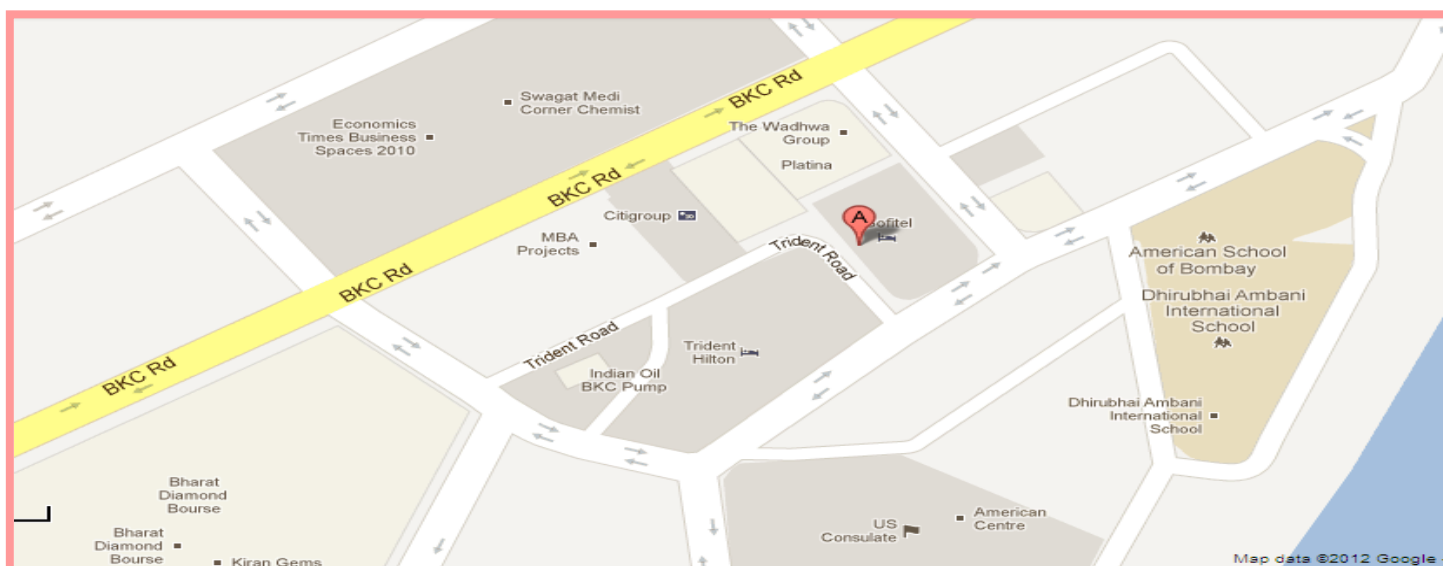 BKC Rd
Swagat Medi
Corner Chemist
Economics
Times Business
Spaces 2010
The Wadhwa
Group
Platina
BKC Rd
Citigroup
A
Sofitel
MBA
Projects
Trident Road
American School
of Bombay
BKC Rd
Dhirubhai Ambani
International
School
Trident Road
Trident
Hilton
BKC Rd
Indian Oil
BKC Pump
Dhirubhai Ambani
International
School
Bharat
Diamond
Bourse
American
Centre
US
Consulate
Bharat
Diamond
Bourse
Kiran Gems
Map data ©2012 Google